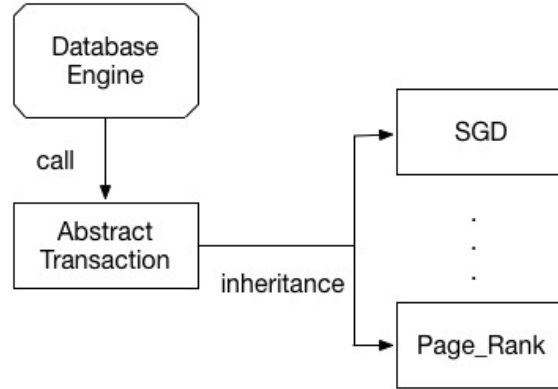 Database
Engine
call
Abstract
Transaction
inheritance
SGD
.
.
.
Page_Rank